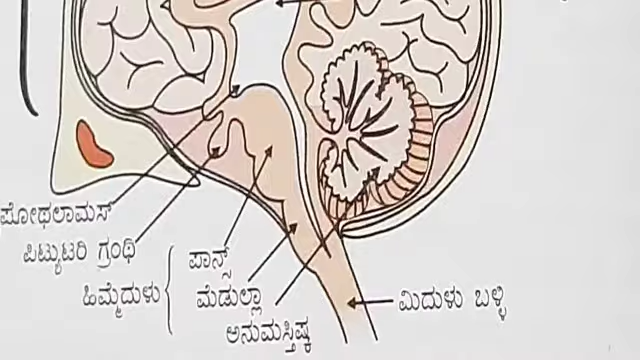 ಪೋಥಲಾಮಸ್
ಪಿಟ್ಯುಟರಿ ಗ್ರಂಥಿ
ಹಿಮ್ಮೆದುಳು
ಪಾನ್ಸ್
ಮೆಡುಲ್ಲಾ
ಅನುಮಸ್ತಿಷ್ಕ
ಮಿದುಳು ಬಳ್ಳಿ